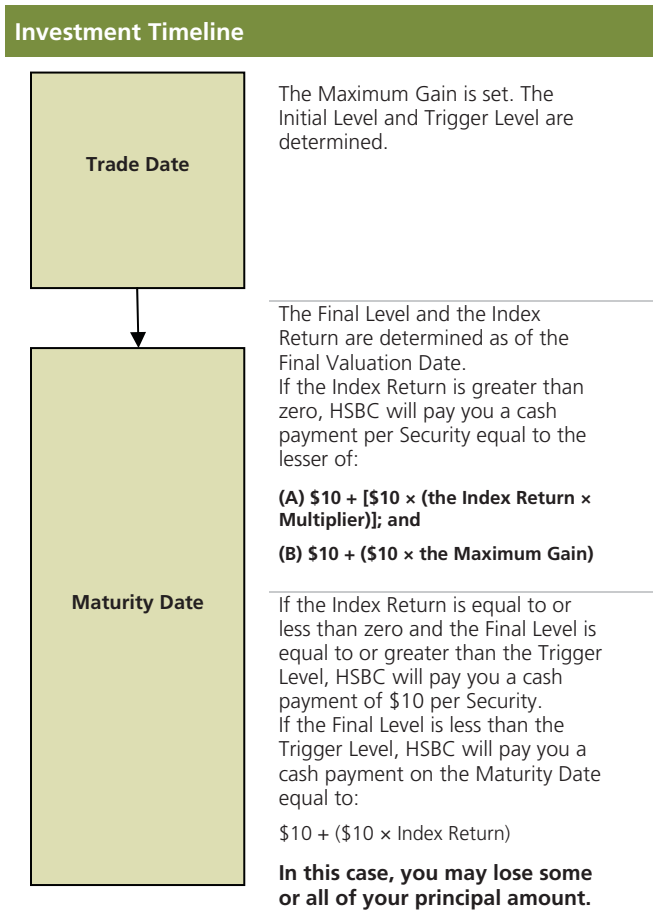 Investment Timeline
Trade Date
The Maximum Gain is set. The
Initial Level and Trigger Level are
determined.
Maturity Date
The Final Level and the Index
Return are determined as of the
Final Valuation Date.
If the Index Return is greater than
zero, HSBC will pay you a cash
payment per Security equal to the
lesser of:
(A) $10 + [$10 × (the Index Return ×
Multiplier)]; and
(B) $10 + ($10 × the Maximum Gain)
If the Index Return is equal to or
less than zero and the Final Level is
equal to or greater than the Trigger
Level, HSBC will pay you a cash
payment of $10 per Security.
If the Final Level is less than the
Trigger Level, HSBC will pay you a
cash payment on the Maturity Date
equal to:
$10 + ($10 × Index Return)
In this case, you may lose some
or all of your principal amount.